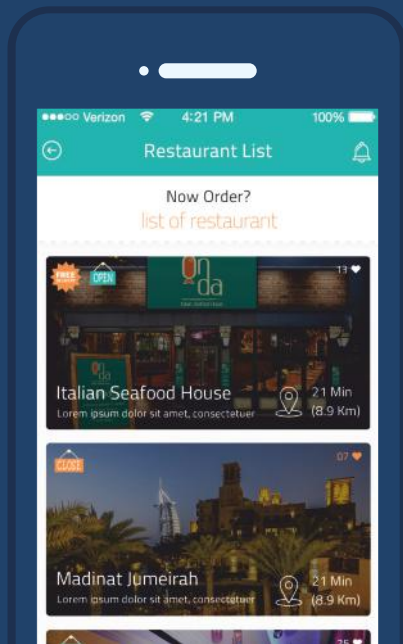 Verizon 4:21 PM 100%
Restaurant List
Now Order?
list of restaurant
FREE
OPEN
Onda
13
Italian Seafood House
Lorem ipsum dolor sit amet, consectetuer
21 Min
(8.9 Km)
CLOSE
07
Madinat Jumeirah
Lorem ipsum dolor sit amet, consectetuer
21 Min
(8.9 Km)
25